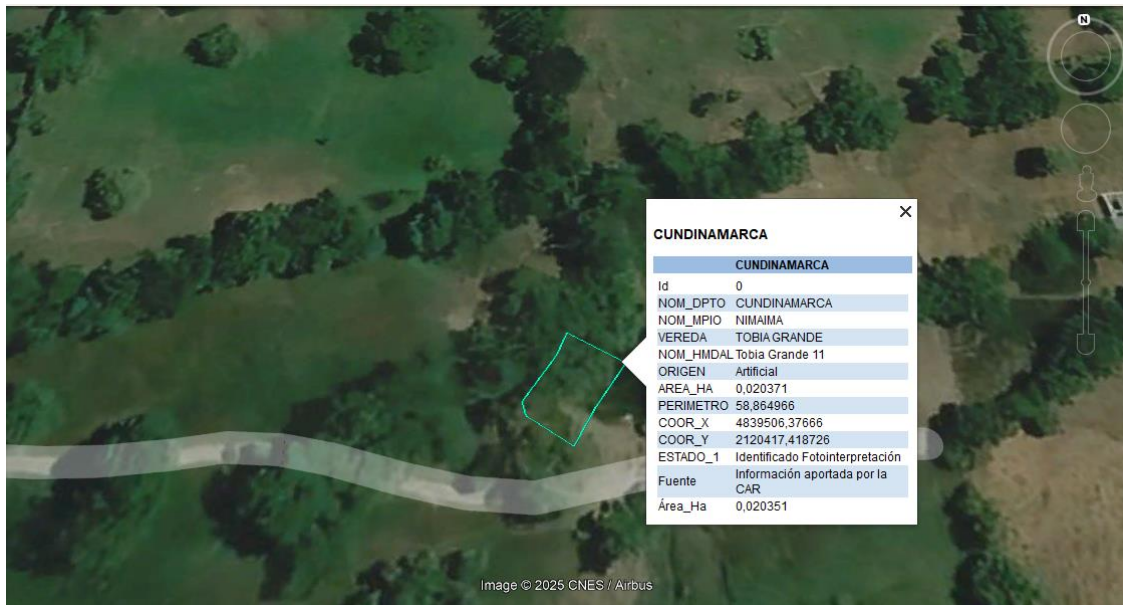 N
CUNDINAMARCA
CUNDINAMARCA
Id 0
NOM_DPTO CUNDINAMARCA
NOM_MPIO NIMAIMA
VEREDA TOBIA GRANDE
NOM_HMDAL Tobia Grande 11
ORIGEN Artificial
AREA_HA 0,020371
PERIMETRO 58,864966
COOR_X 4839506,37666
COOR_Y 2120417,418726
ESTADO_1 Identificado Fotointerpretación
Fuente Información aportada por la
CAR
Área_Ha 0,020351
Image © 2025 CNES / Airbus